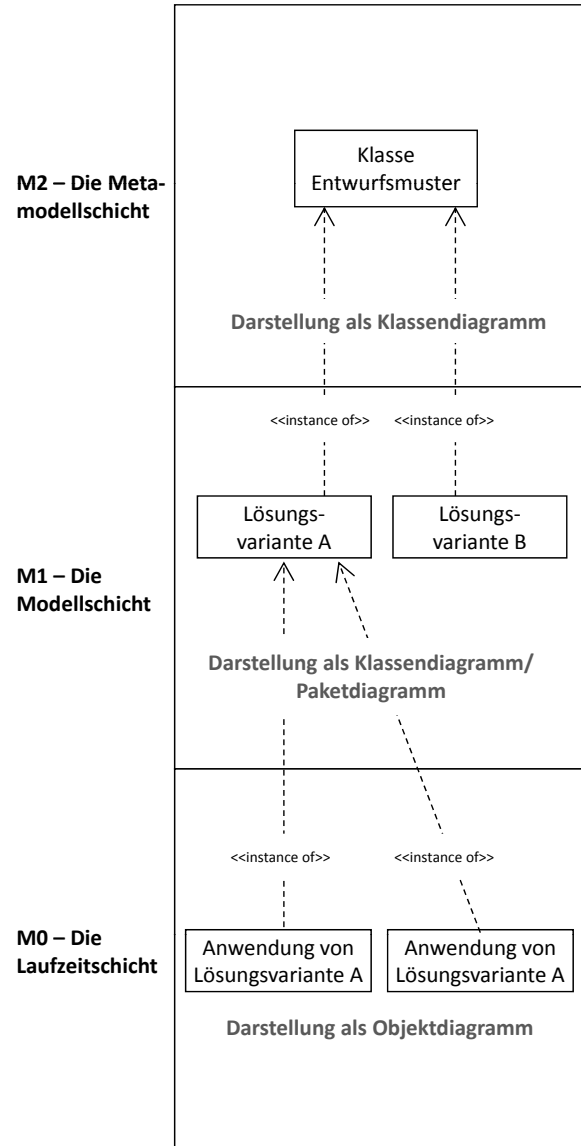 Klasse
Entwurfsmuster
M2 – Die Meta-
modellschicht
Darstellung als Klassendiagramm
<<instance of>>
<<instance of>>
Lösungs-
variante A
Lösungs-
variante B
M1 – Die
Modellschicht
Darstellung als Klassendiagramm/
Paketdiagramm
<<instance of>>
<<instance of>>
M0 – Die
Laufzeitschicht
Anwendung von
Lösungsvariante A
Anwendung von
Lösungsvariante A
Darstellung als Objektdiagramm